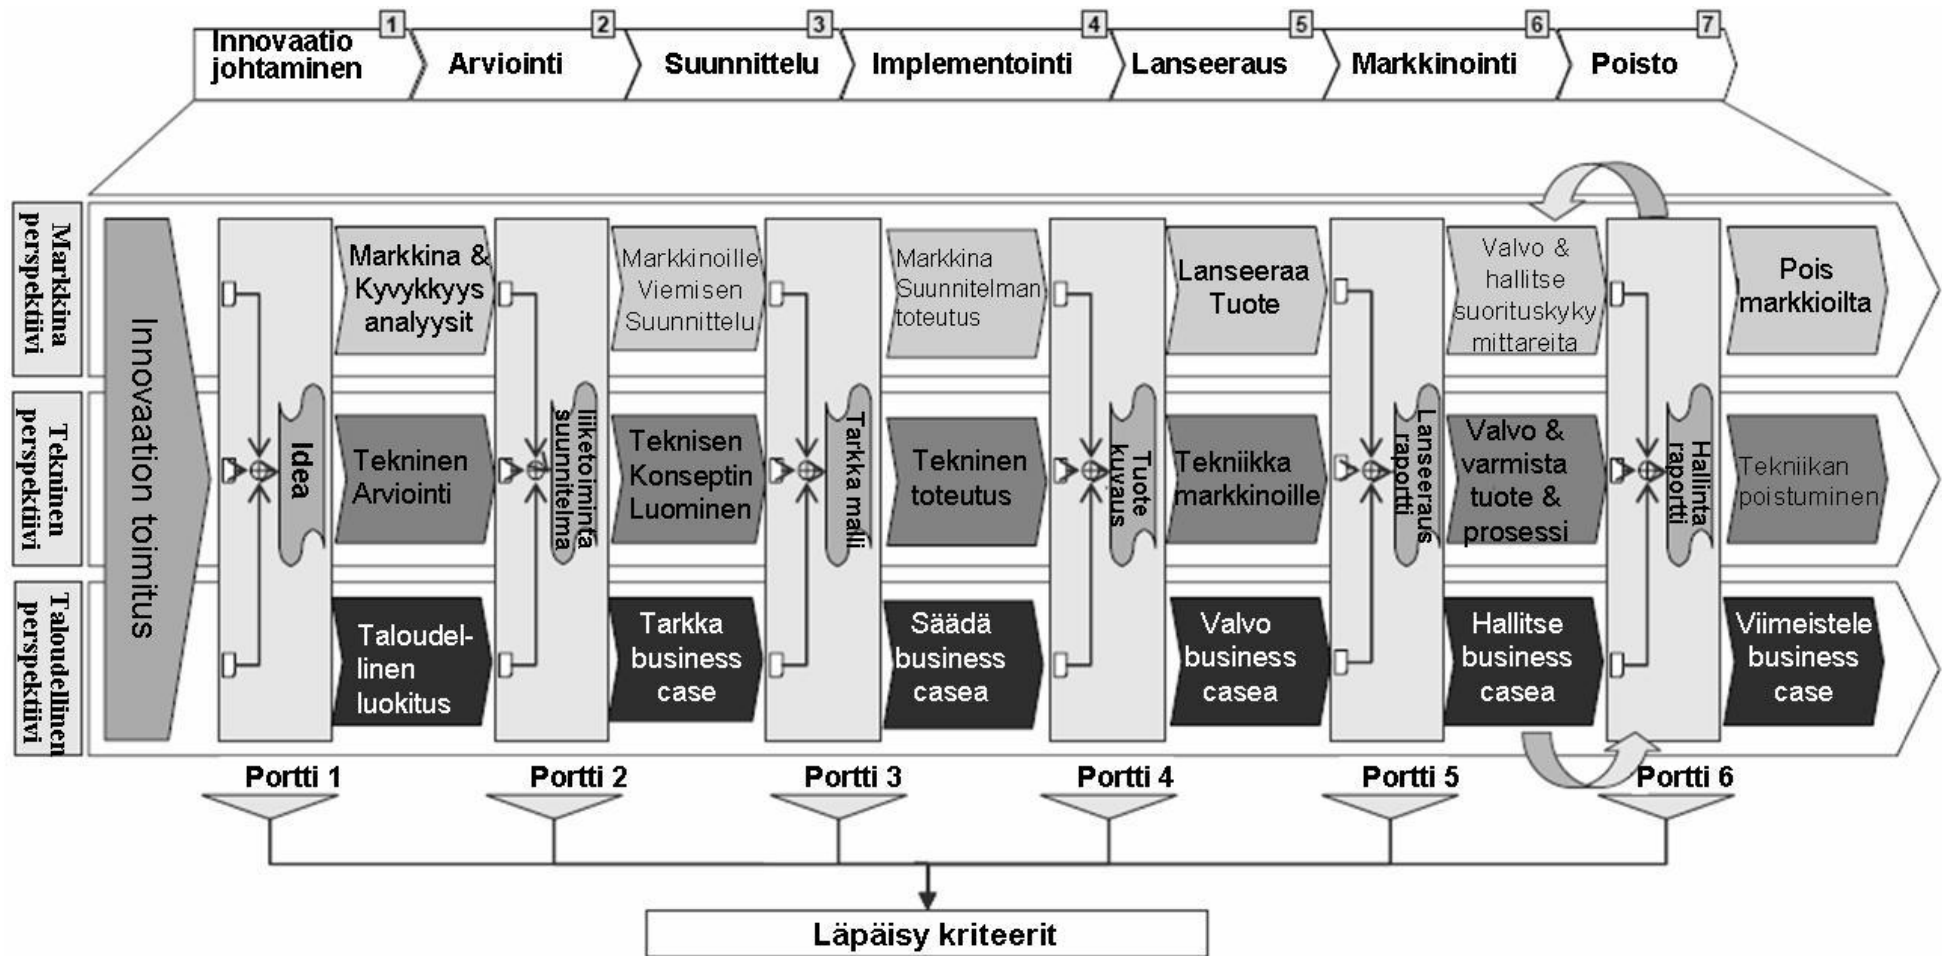 1
2
3
4
5
6
7
Innovaatio
johtaminen
Arviointi
Suunnittelu
Implementointi
Lanseeraus
Markkinointi
Poisto
Markkina
perspektiivi
Tekninen
perspektiivi
Taloudellinen
perspektiivi
Innovaation toimitus
Markkina &
Kyvykkyys
analyysit
Markkinoille
Viemisen
Suunnittelu
Markkina
Suunnitelman
toteutus
Lanseeraa
Tuote
Valvo &
hallitse
suorituskyky
mittareita
Pois
markkioilta
Idea
Tekninen
Arviointi
liiketoiminta
suunnitelma
Teknisen
Konseptin
Luominen
Tarkka malli
Tekninen
toteutus
Tuote
kuvaus
Tekniikka
markkinoille
Lanseeraus
raportti
Valvo &
varmista
tuote &
prosessi
Hallinta
raportti
Tekniikan
poistuminen
Taloudel-
linen
luokitus
Tarkka
business
case
Säädä
business
casea
Valvo
business
casea
Hallitse
business
casea
Viimeistele
business
case
Portti 1
Portti 2
Portti 3
Portti 4
Portti 5
Portti 6
Läpäisy kriteerit